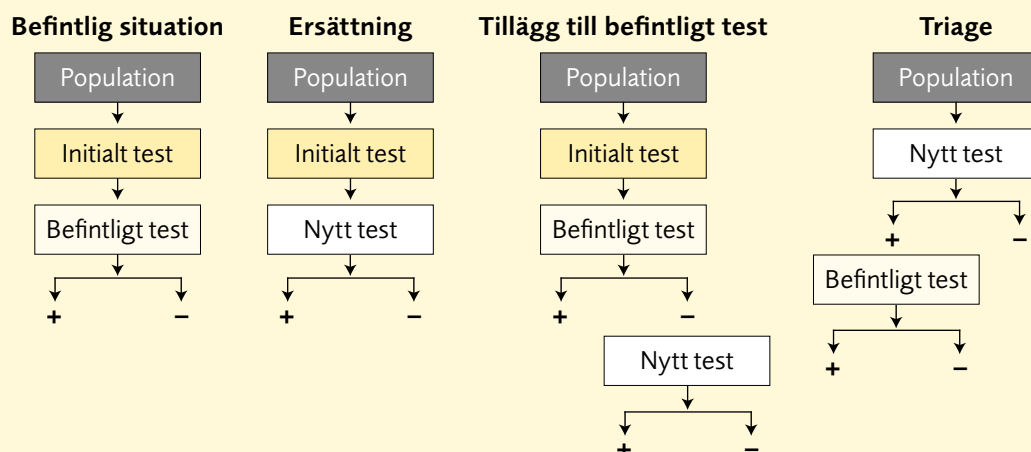 Befintlig situation
Population
Initialt test
Befintligt test
+ −
Ersättning
Population
Initialt test
Nytt test
+ −
Tillägg till befintligt test
Population
Initialt test
Befintligt test
+ −
Nytt test
+ −
Triage
Population
Nytt test
+ −
Befintligt test
+ −